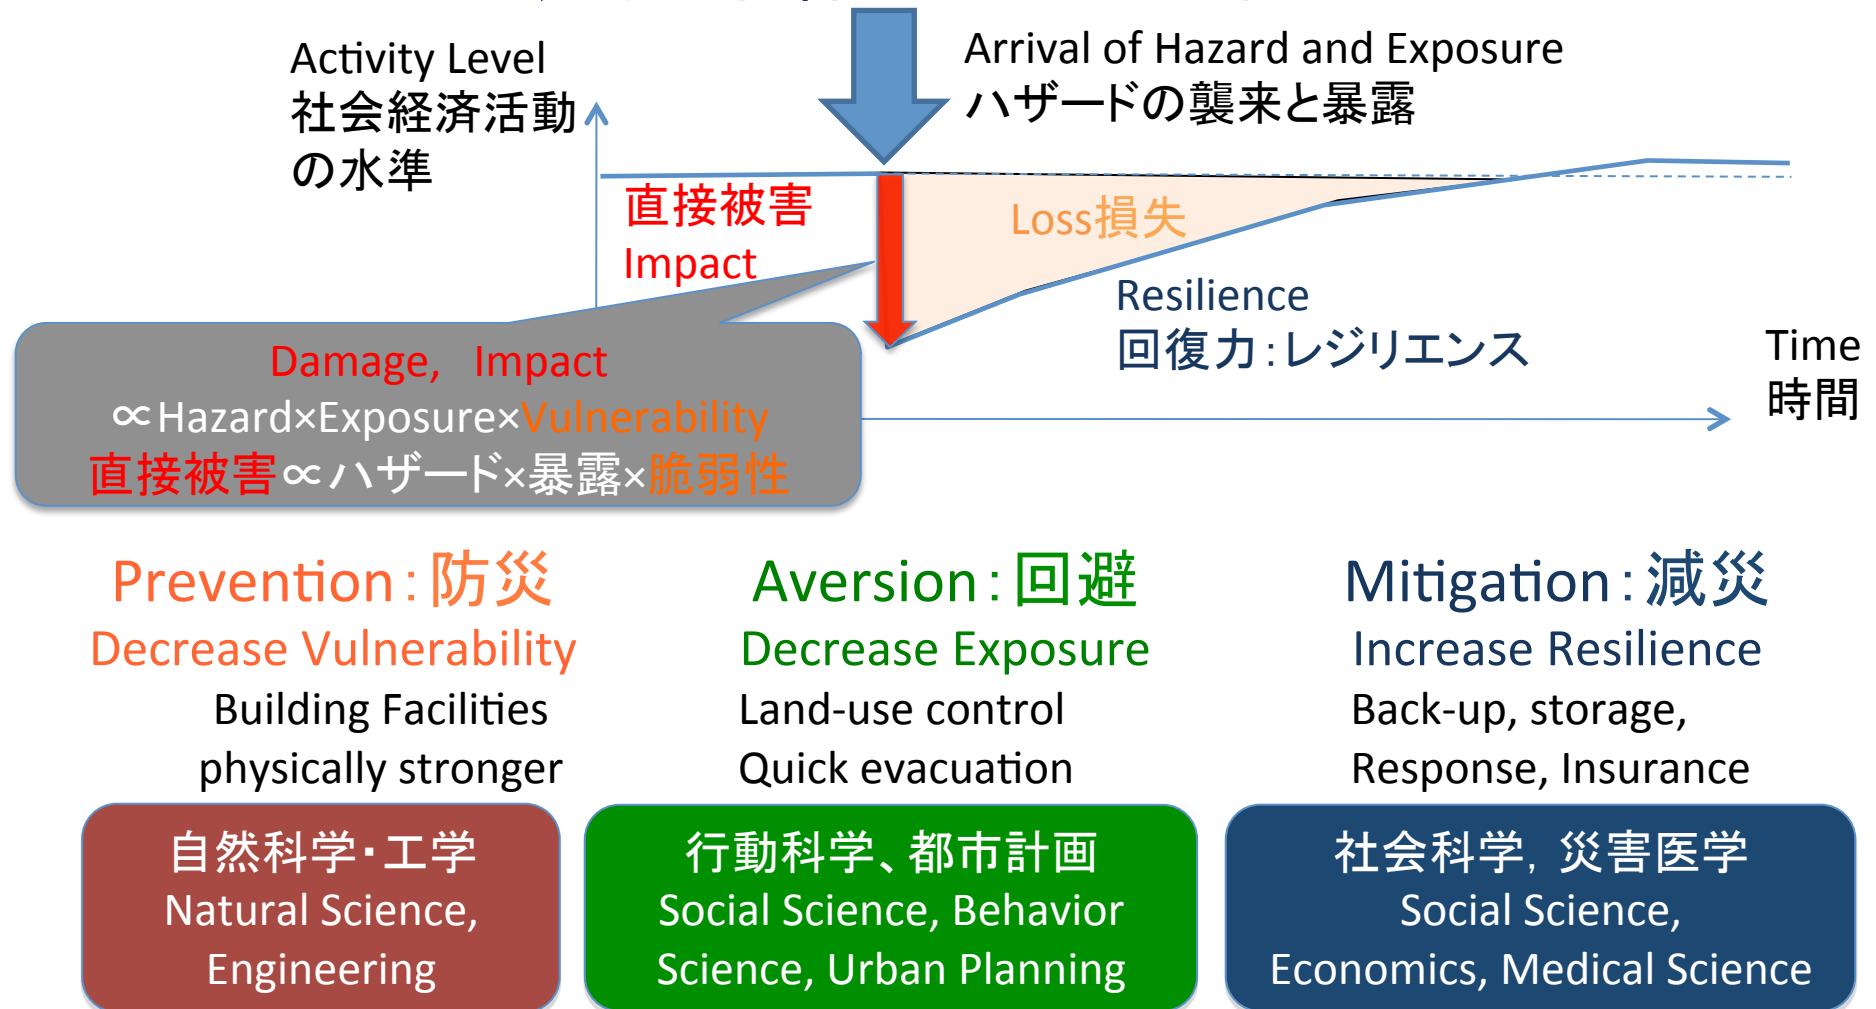 Activity Level
社会経済活動
の水準
Arrival of Hazard and Exposure
ハザードの襲来と暴露
直接被害
Impact
Loss損失
Resilience
回復力：レジリエンス
Time
時間
Damage, Impact
∝Hazard×Exposure×Vulnerability
直接被害∝ハザード×暴露×脆弱性
Prevention：防災
Decrease Vulnerability
Building Facilities
physically stronger
自然科学・工学
Natural Science,
Engineering
Aversion：回避
Decrease Exposure
Land-use control
Quick evacuation
行動科学、都市計画
Social Science, Behavior
Science, Urban Planning
Mitigation：減災
Increase Resilience
Back-up, storage,
Response, Insurance
社会科学，災害医学
Social Science,
Economics, Medical Science